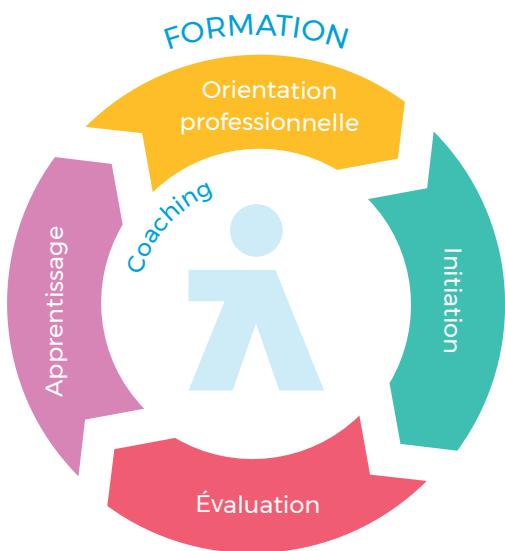 FORMATION
Orientation
professionnelle
Coaching
Apprentissage
Initiation
Évaluation